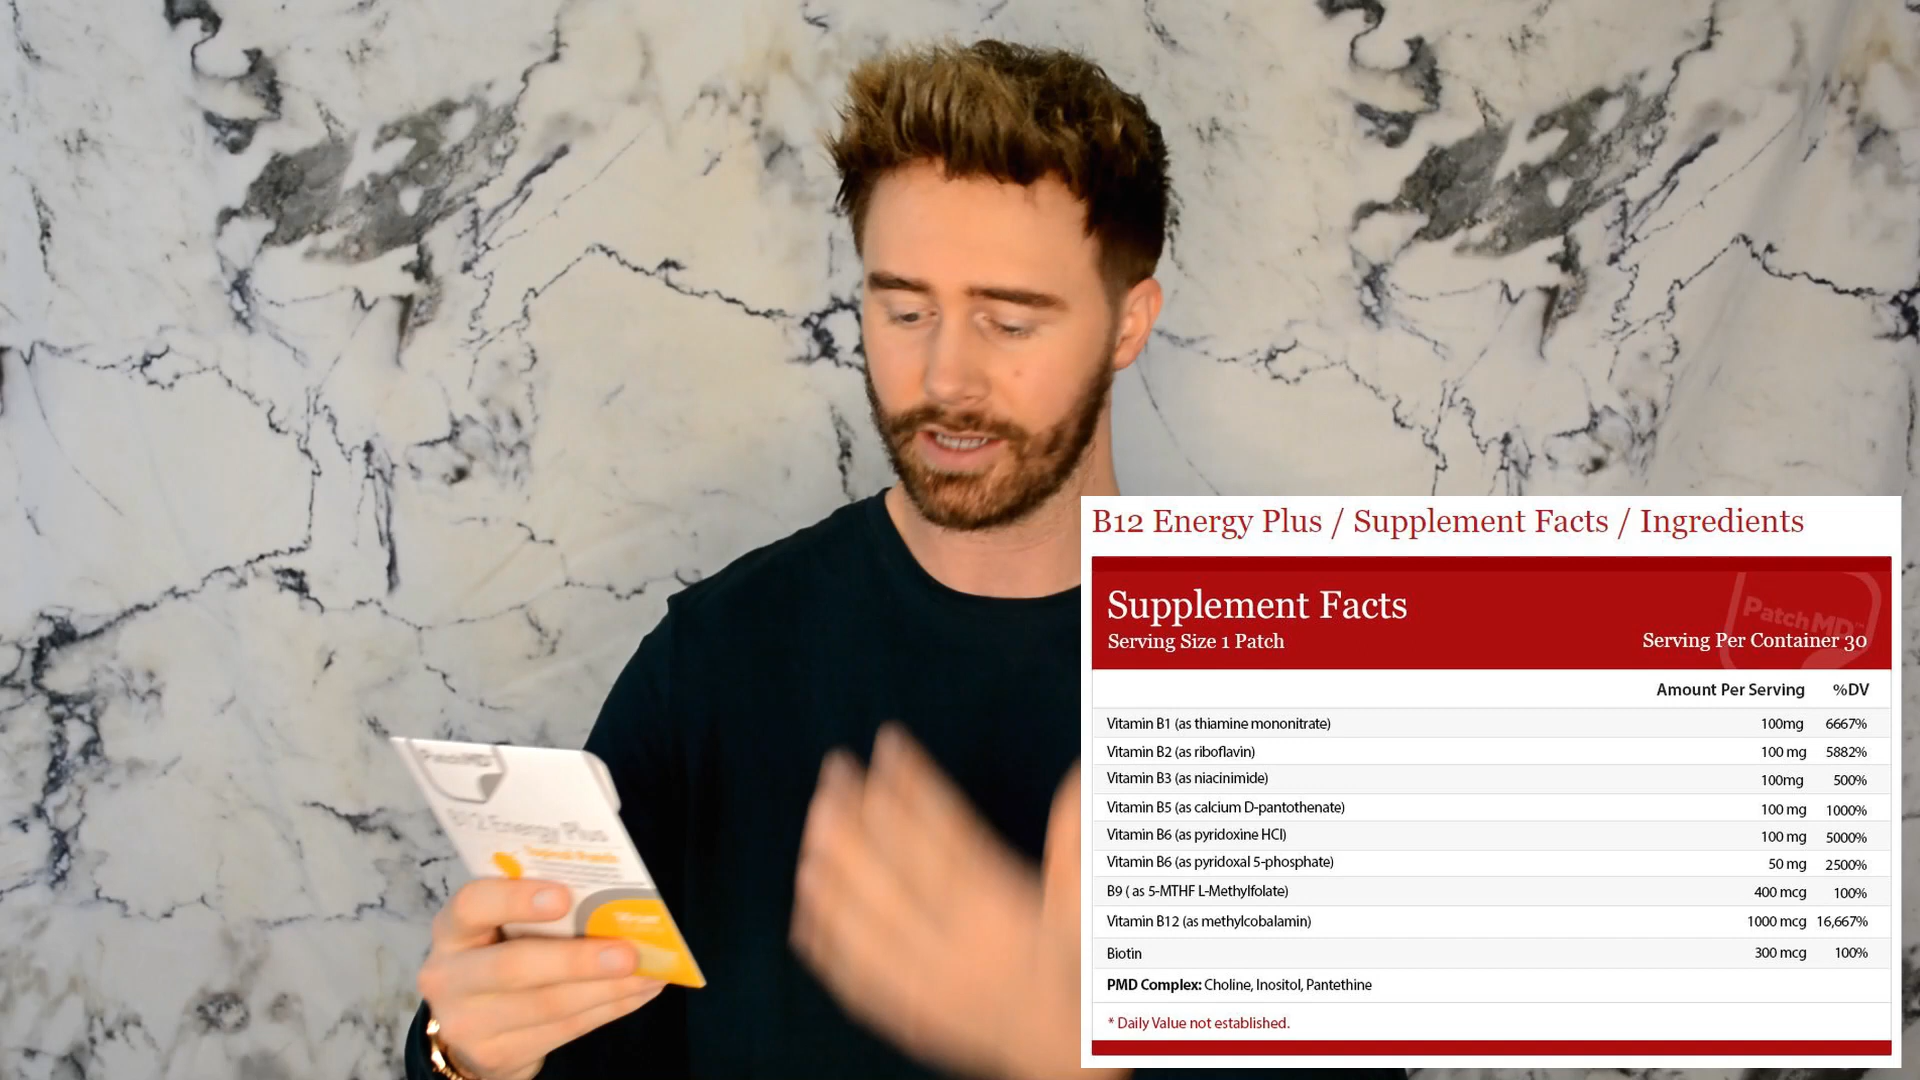 PatchMD
B12 Energy Plus
Topical Patch
B12 Energy Plus / Supplement Facts / Ingredients
Supplement Facts
PatchMD™
Serving Size 1 Patch
Serving Per Container 30
Amount Per Serving %DV
Vitamin B1 (as thiamine mononitrate) 100mg 6667%
Vitamin B2 (as riboflavin) 100 mg 5882%
Vitamin B3 (as niacinimide) 100mg 500%
Vitamin B5 (as calcium D-pantothenate) 100 mg 1000%
Vitamin B6 (as pyridoxine HCl) 100 mg 5000%
Vitamin B6 (as pyridoxal 5-phosphate) 50 mg 2500%
B9 ( as 5-MTHF L-Methylfolate) 400 mcg 100%
Vitamin B12 (as methylcobalamin) 1000 mcg 16,667%
Biotin 300 mcg 100%
PMD Complex: Choline, Inositol, Pantethine
* Daily Value not established.